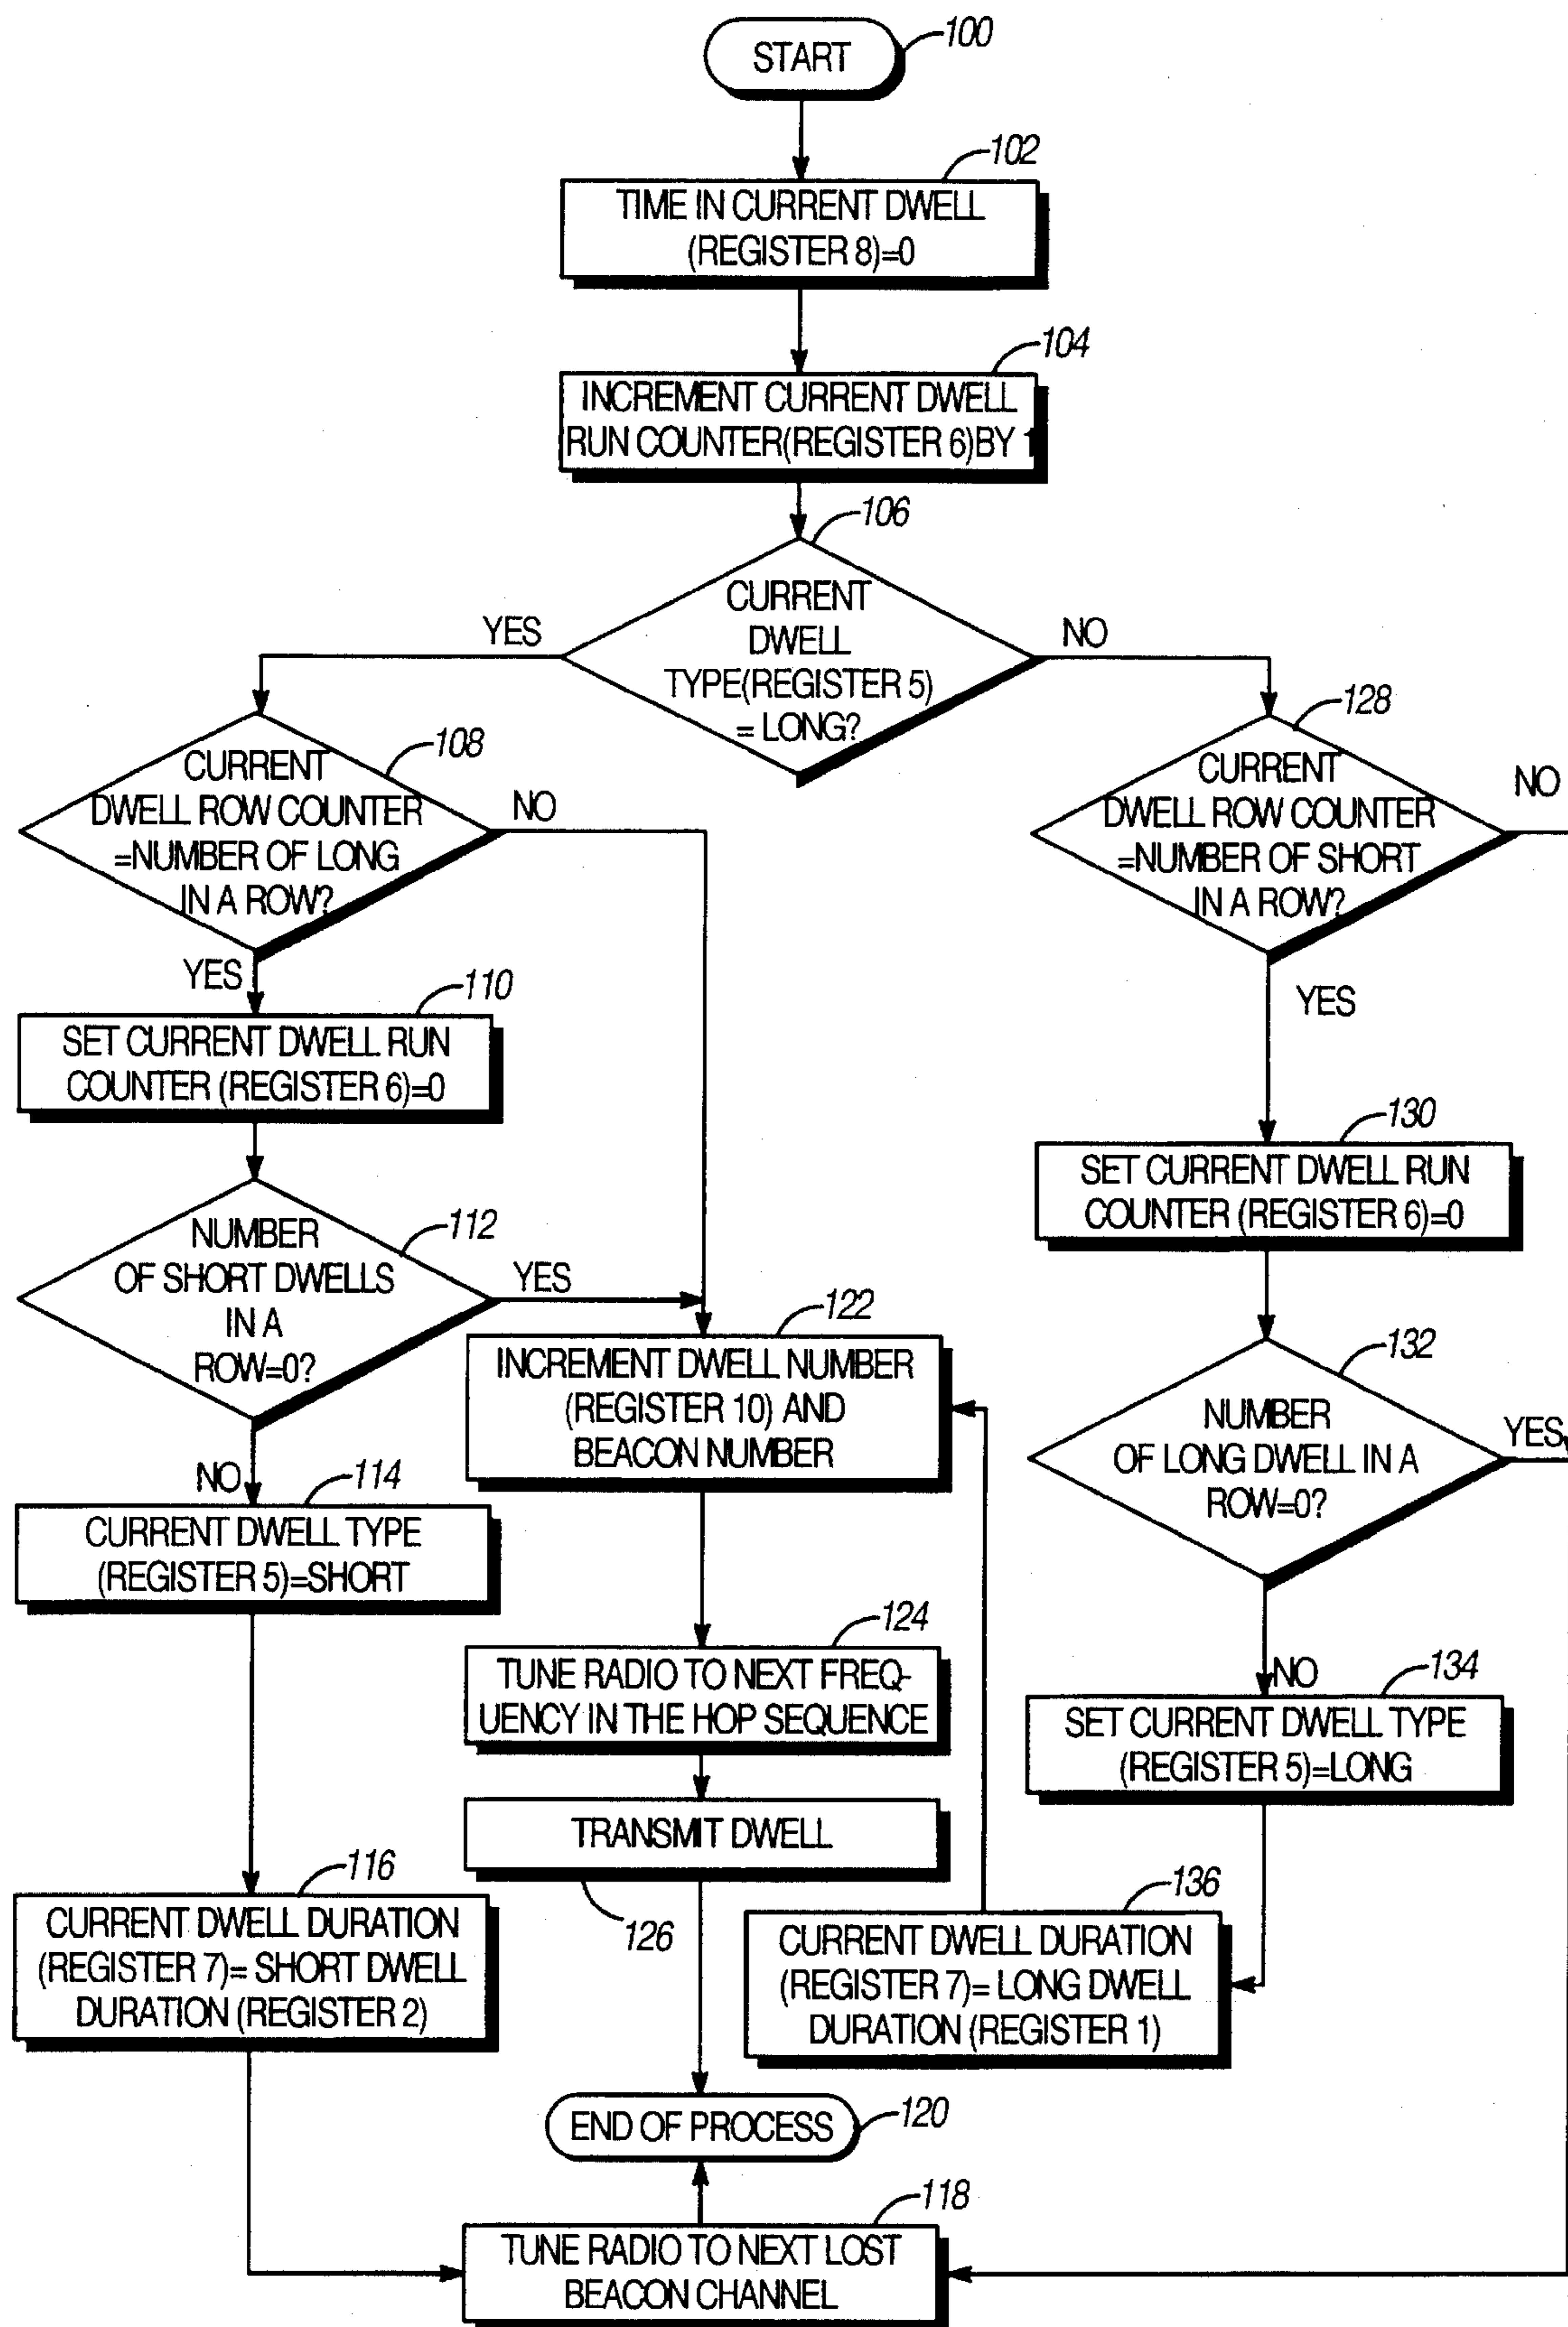 START
100
102
TIME IN CURRENT DWELL
(REGISTER 8)=0
104
INCREMENT CURRENT DWELL
RUN COUNTER(REGISTER 6)BY 1
106
CURRENT
DWELL
TYPE(REGISTER 5)
= LONG?
YES
NO
108
CURRENT
DWELL ROW COUNTER
=NUMBER OF LONG
IN A ROW?
NO
YES
128
CURRENT
DWELL ROW COUNTER
=NUMBER OF SHORT
IN A ROW?
NO
YES
110
SET CURRENT DWELL RUN
COUNTER (REGISTER 6)=0
130
SET CURRENT DWELL RUN
COUNTER (REGISTER 6)=0
112
NUMBER
OF SHORT DWELLS
IN A
ROW=0?
YES
NO
122
INCREMENT DWELL NUMBER
(REGISTER 10) AND
BEACON NUMBER
132
NUMBER
OF LONG DWELL IN A
ROW=0?
YES
NO
114
CURRENT DWELL TYPE
(REGISTER 5)=SHORT
124
TUNE RADIO TO NEXT FREQ-
UENCY IN THE HOP SEQUENCE
134
SET CURRENT DWELL TYPE
(REGISTER 5)=LONG
TRANSMIT DWELL
126
116
CURRENT DWELL DURATION
(REGISTER 7)= SHORT DWELL
DURATION (REGISTER 2)
136
CURRENT DWELL DURATION
(REGISTER 7)= LONG DWELL
DURATION (REGISTER 1)
END OF PROCESS
120
118
TUNE RADIO TO NEXT LOST
BEACON CHANNEL